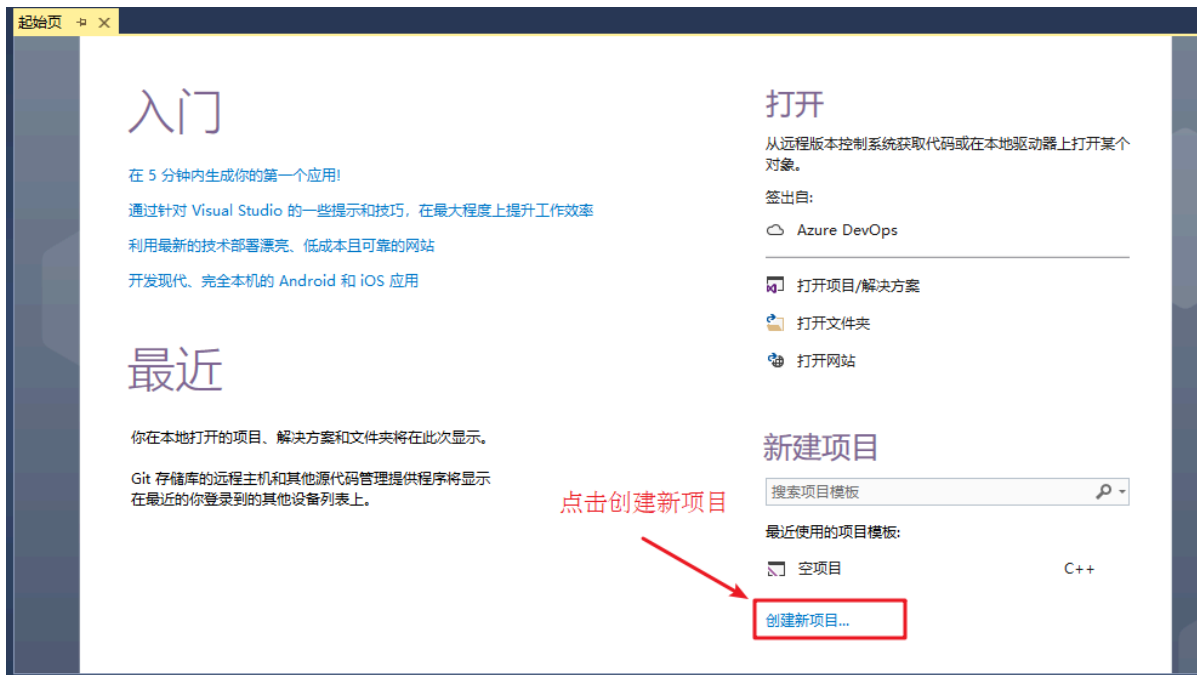 起始页
入门
在 5 分钟内生成你的第一个应用!
通过针对 Visual Studio 的一些提示和技巧，在最大程度上提升工作效率
利用最新的技术部署漂亮、低成本且可靠的网站
开发现代、完全本机的 Android 和 iOS 应用
最近
你在本地打开的项目、解决方案和文件夹将在此次显示。
Git 存储库的远程主机和其他源代码管理提供程序将显示
在最近的你登录到的其他设备列表上。
打开
从远程版本控制系统获取代码或在本地驱动器上打开某个
对象。
签出自:
Azure DevOps
打开项目/解决方案
打开文件夹
打开网站
新建项目
搜索项目模板
最近使用的项目模板:
空项目 C++
点击创建新项目
创建新项目...